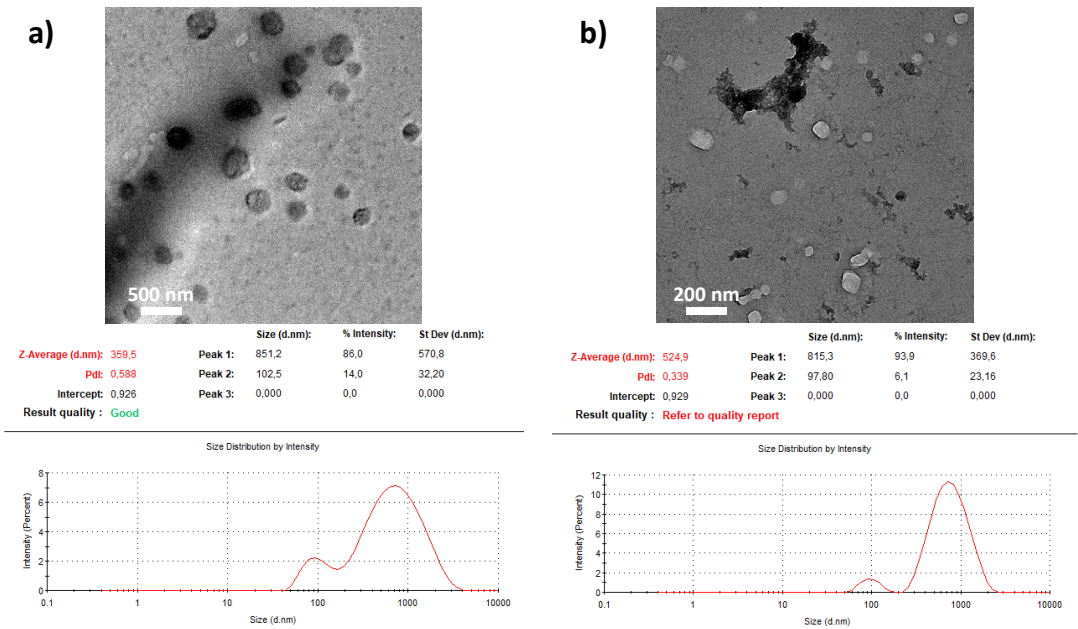 a)
500 nm
Size (d.nm): % Intensity: St Dev (d.nm):
Z-Average (d.nm): 359,5 Peak 1: 851,2 86,0 570,8
Pdl: 0,588 Peak 2: 102,5 14,0 32,20
Intercept: 0,926 Peak 3: 0,000 0,0 0,000
Result quality : Good
Size Distribution by Intensity
Intensity (Percent)
8
6
4
2
0
0.1 1 10 100 1000 10000
Size (d.nm)
b)
200 nm
Size (d.nm): % Intensity: St Dev (d.nm):
Z-Average (d.nm): 524,9 Peak 1: 815,3 93,9 369,6
Pdl: 0,339 Peak 2: 97,80 6,1 23,16
Intercept: 0,929 Peak 3: 0,000 0,0 0,000
Result quality : Refer to quality report
Size Distribution by Intensity
Intensity (Percent)
12
10
8
6
4
2
0
0.1 1 10 100 1000 10000
Size (d.nm)